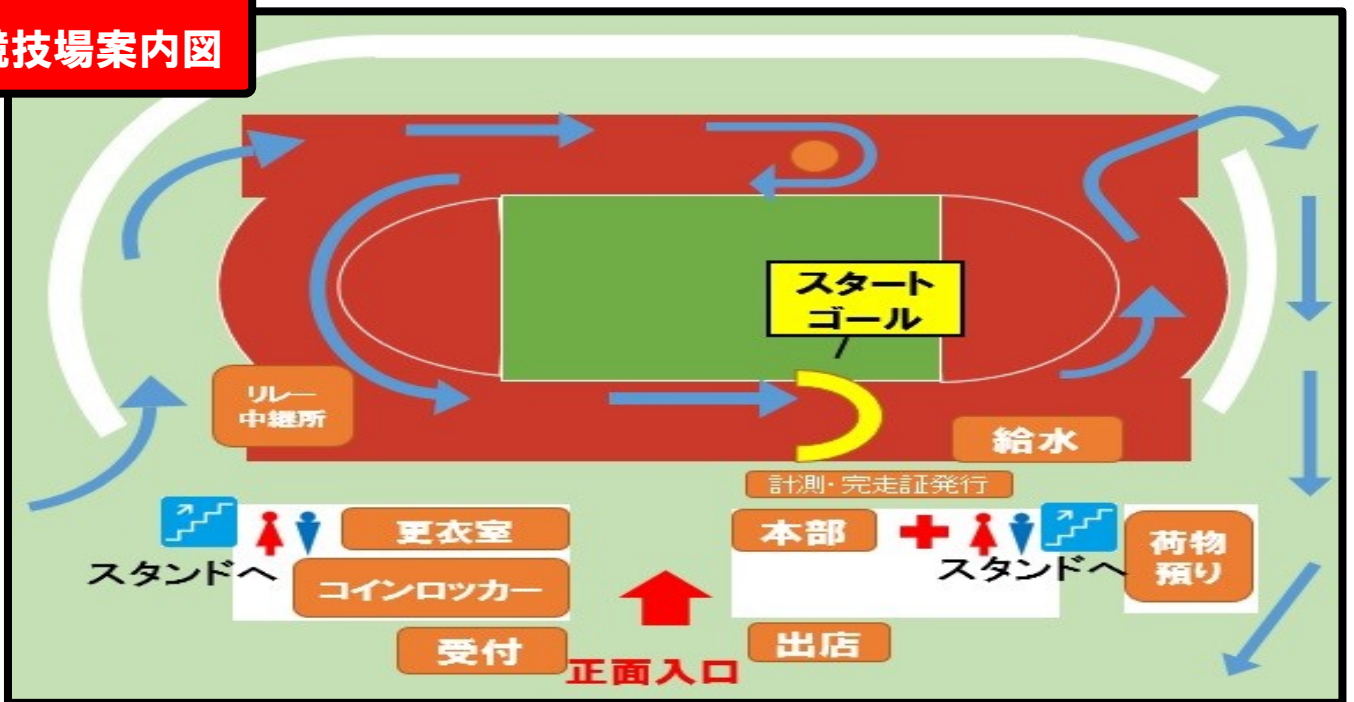 技場案内図
スタート
ゴール
リレー
中継所
給水
計測・完走証発行
更衣室
本部
荷物
預り
スタンドへ
スタンドへ
コインロッカー
受付
出店
正面入口